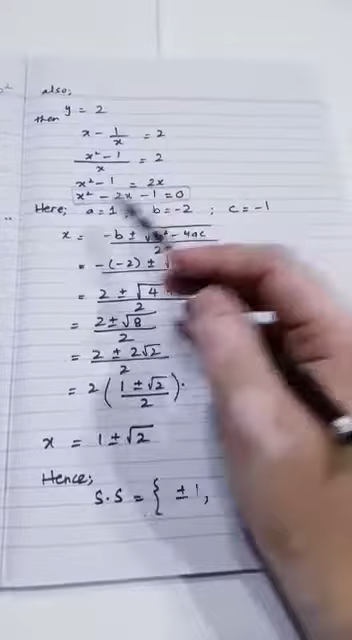 also;
y = 2
then
x - 1/x = 2
x² - 1 / x = 2
x² - 1 = 2x
x² - 2x - 1 = 0
Here; a = 1 ; b = -2 ; c = -1
x = -b ± √b² - 4ac / 2
= -(-2) ± √
= 2 ± √4 / 2
= 2 ± √8 / 2
= 2 ± 2√2 / 2
= 2 ( 1 ± √2 / 2 ).
x = 1 ± √2
Hence;
S.S = { ± 1,